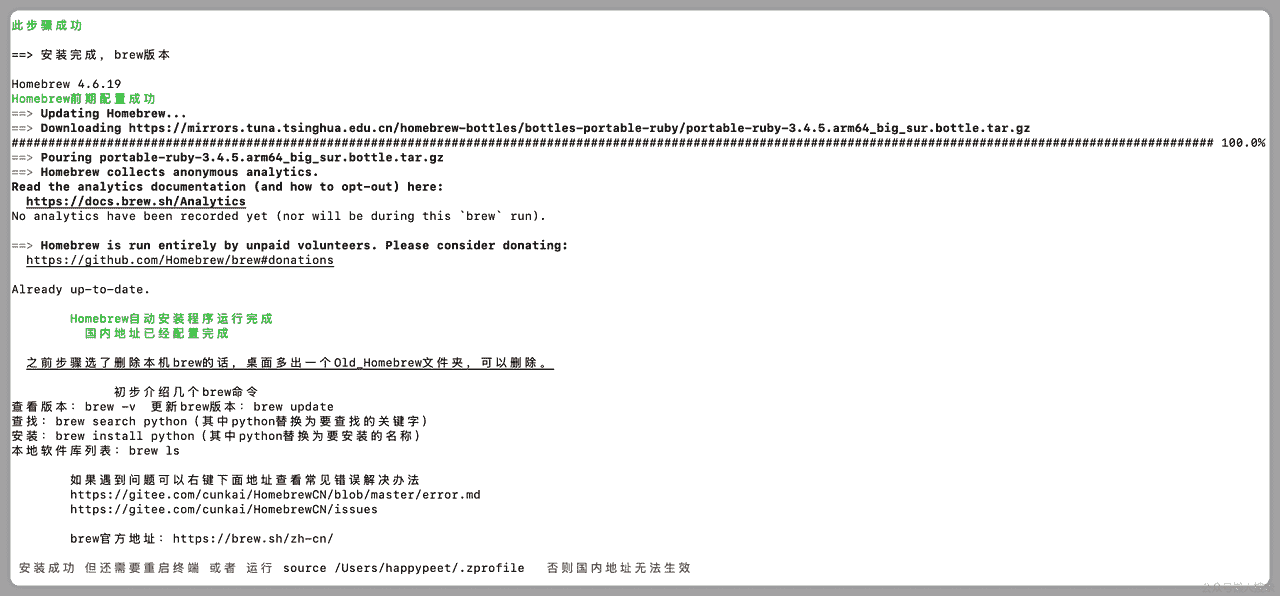 此步骤成功
==> 安装完成，brew版本
Homebrew 4.6.19
Homebrew前期配置成功
==> Updating Homebrew...
==> Downloading https://mirrors.tuna.tsinghua.edu.cn/homebrew-bottles/bottles-portable-ruby/portable-ruby-3.4.5.arm64_big_sur.bottle.tar.gz
#################################################################################################################################################################### 100.0%
==> Pouring portable-ruby-3.4.5.arm64_big_sur.bottle.tar.gz
==> Homebrew collects anonymous analytics.
Read the analytics documentation (and how to opt-out) here:
https://docs.brew.sh/Analytics
No analytics have been recorded yet (nor will be during this `brew` run).
==> Homebrew is run entirely by unpaid volunteers. Please consider donating:
https://github.com/Homebrew/brew#donations
Already up-to-date.
Homebrew自动安装程序运行完成
国内地址已经配置完成
之前步骤选了删除本机brew的话，桌面多出一个Old_Homebrew文件夹，可以删除。
初步介绍几个brew命令
查看版本：brew -v 更新brew版本：brew update
查找：brew search python（其中python替换为要查找的关键字）
安装：brew install python（其中python替换为要安装的名称）
本地软件库列表：brew ls
如果遇到问题可以右键下面地址查看常见错误解决办法
https://gitee.com/cunkai/HomebrewCN/blob/master/error.md
https://gitee.com/cunkai/HomebrewCN/issues
brew官方地址：https://brew.sh/zh-cn/
安装成功 但还需要重启终端 或者 运行 source /Users/happypeet/.zprofile 否则国内地址无法生效